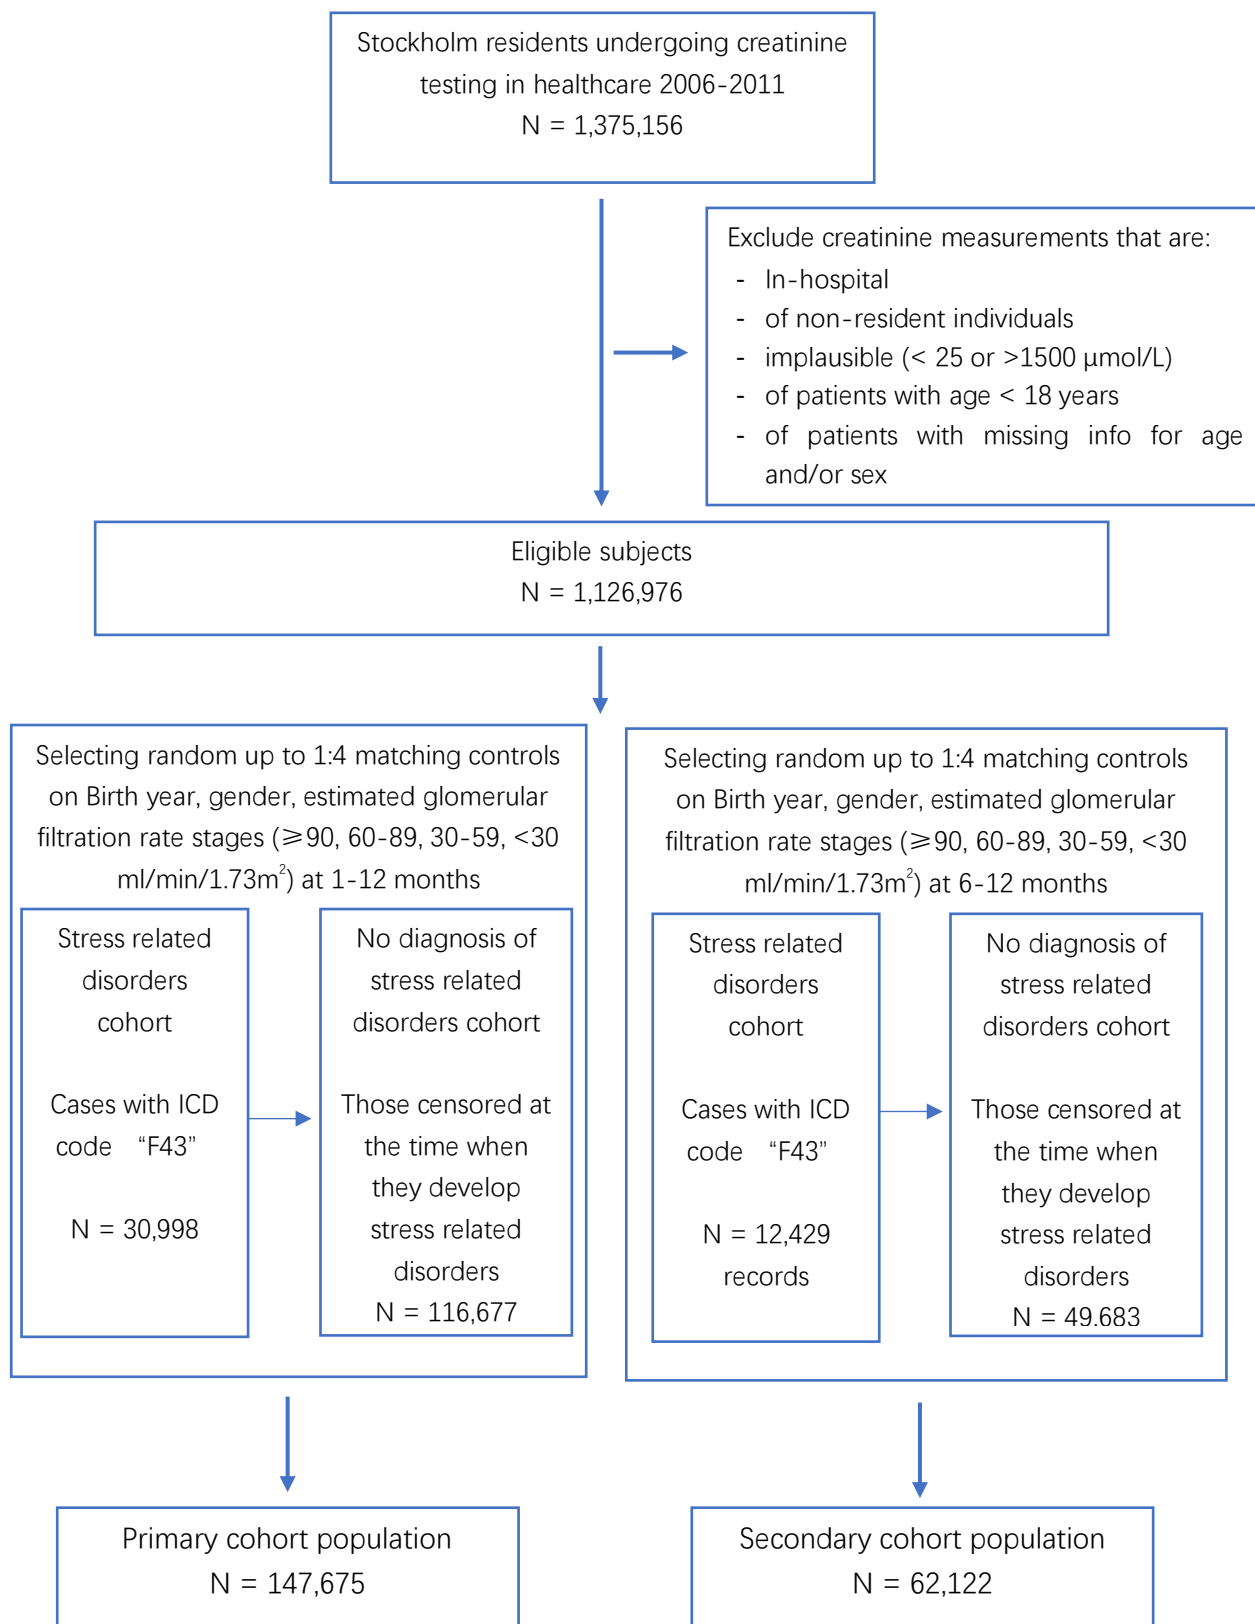 Stockholm residents undergoing creatinine
testing in healthcare 2006-2011
N = 1,375,156
Exclude creatinine measurements that are:
- In-hospital
- of non-resident individuals
- implausible (< 25 or >1500 μmol/L)
- of patients with age < 18 years
- of patients with missing info for age
and/or sex
Eligible subjects
N = 1,126,976
Selecting random up to 1:4 matching controls
on Birth year, gender, estimated glomerular
filtration rate stages (≥90, 60-89, 30-59, <30
ml/min/1.73m²) at 1-12 months
Stress related
disorders
cohort
Cases with ICD
code “F43”
N = 30,998
No diagnosis of
stress related
disorders cohort
Those censored at
the time when
they develop
stress related
disorders
N = 116,677
Selecting random up to 1:4 matching controls
on Birth year, gender, estimated glomerular
filtration rate stages (≥90, 60-89, 30-59, <30
ml/min/1.73m²) at 6-12 months
Stress related
disorders
cohort
Cases with ICD
code “F43”
N = 12,429
records
No diagnosis of
stress related
disorders cohort
Those censored at
the time when
they develop
stress related
disorders
N = 49.683
Primary cohort population
N = 147,675
Secondary cohort population
N = 62,122